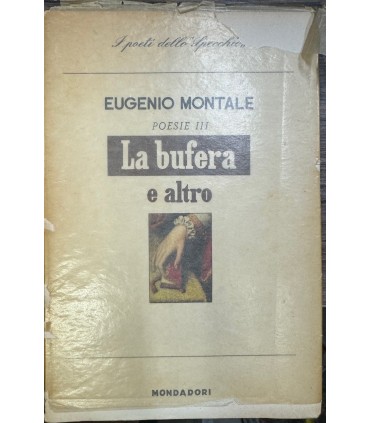 I poeti dello "Specchio"
EUGENIO MONTALE
POESIE III
La bufera
e altro
MONDADORI